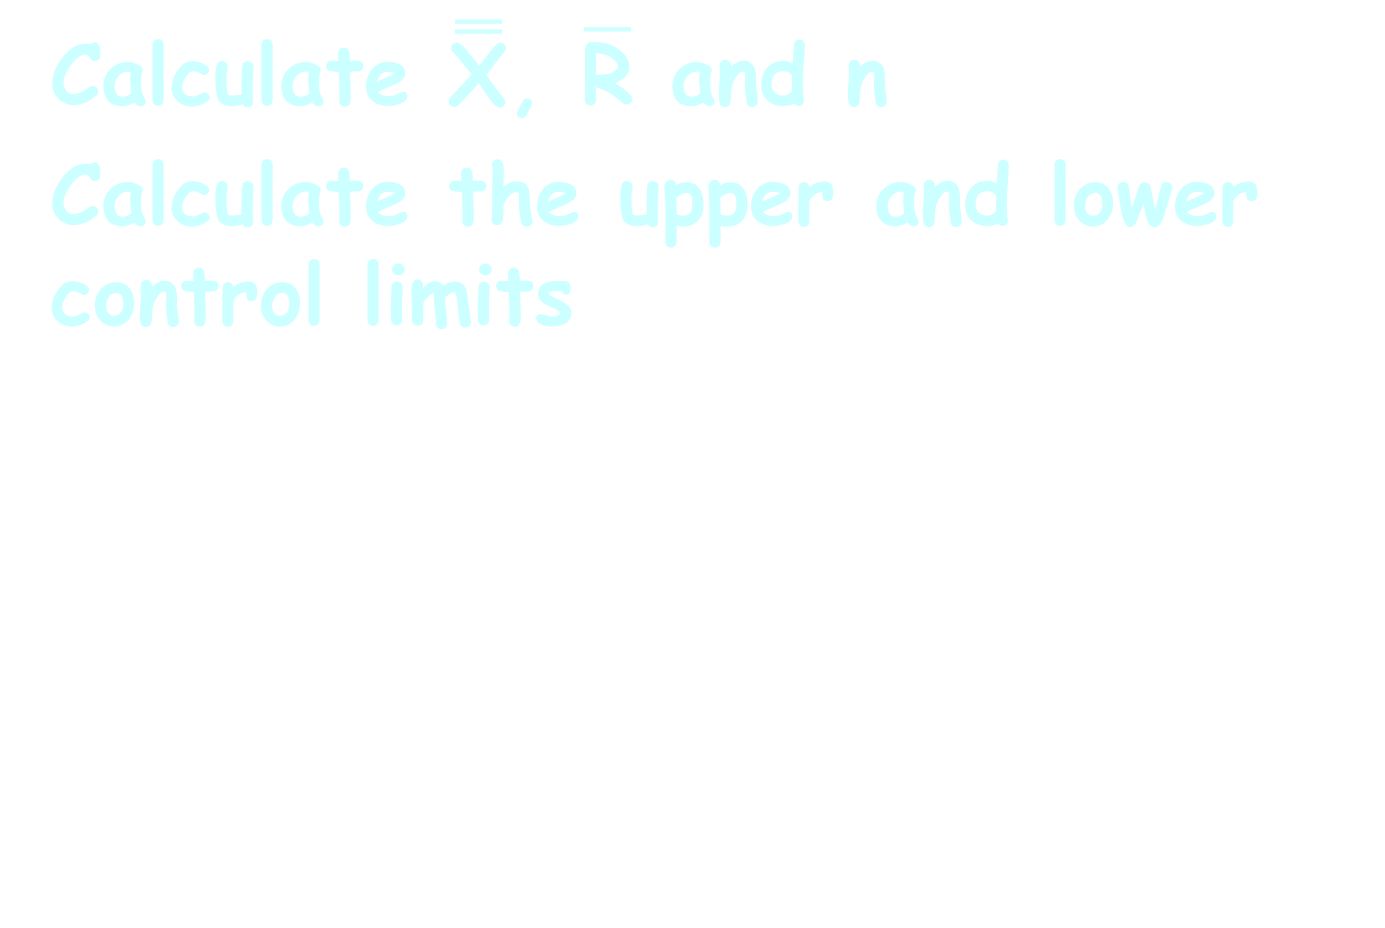 Calculate X̿, R̅ and n
Calculate the upper and lower
control limits